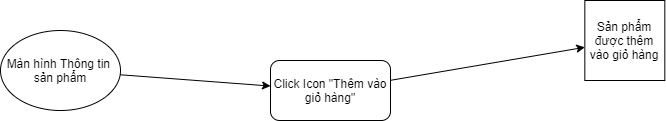 Màn hình Thông tin
sản phẩm
Click Icon "Thêm vào
giỏ hàng"
Sản phẩm
được thêm
vào giỏ hàng